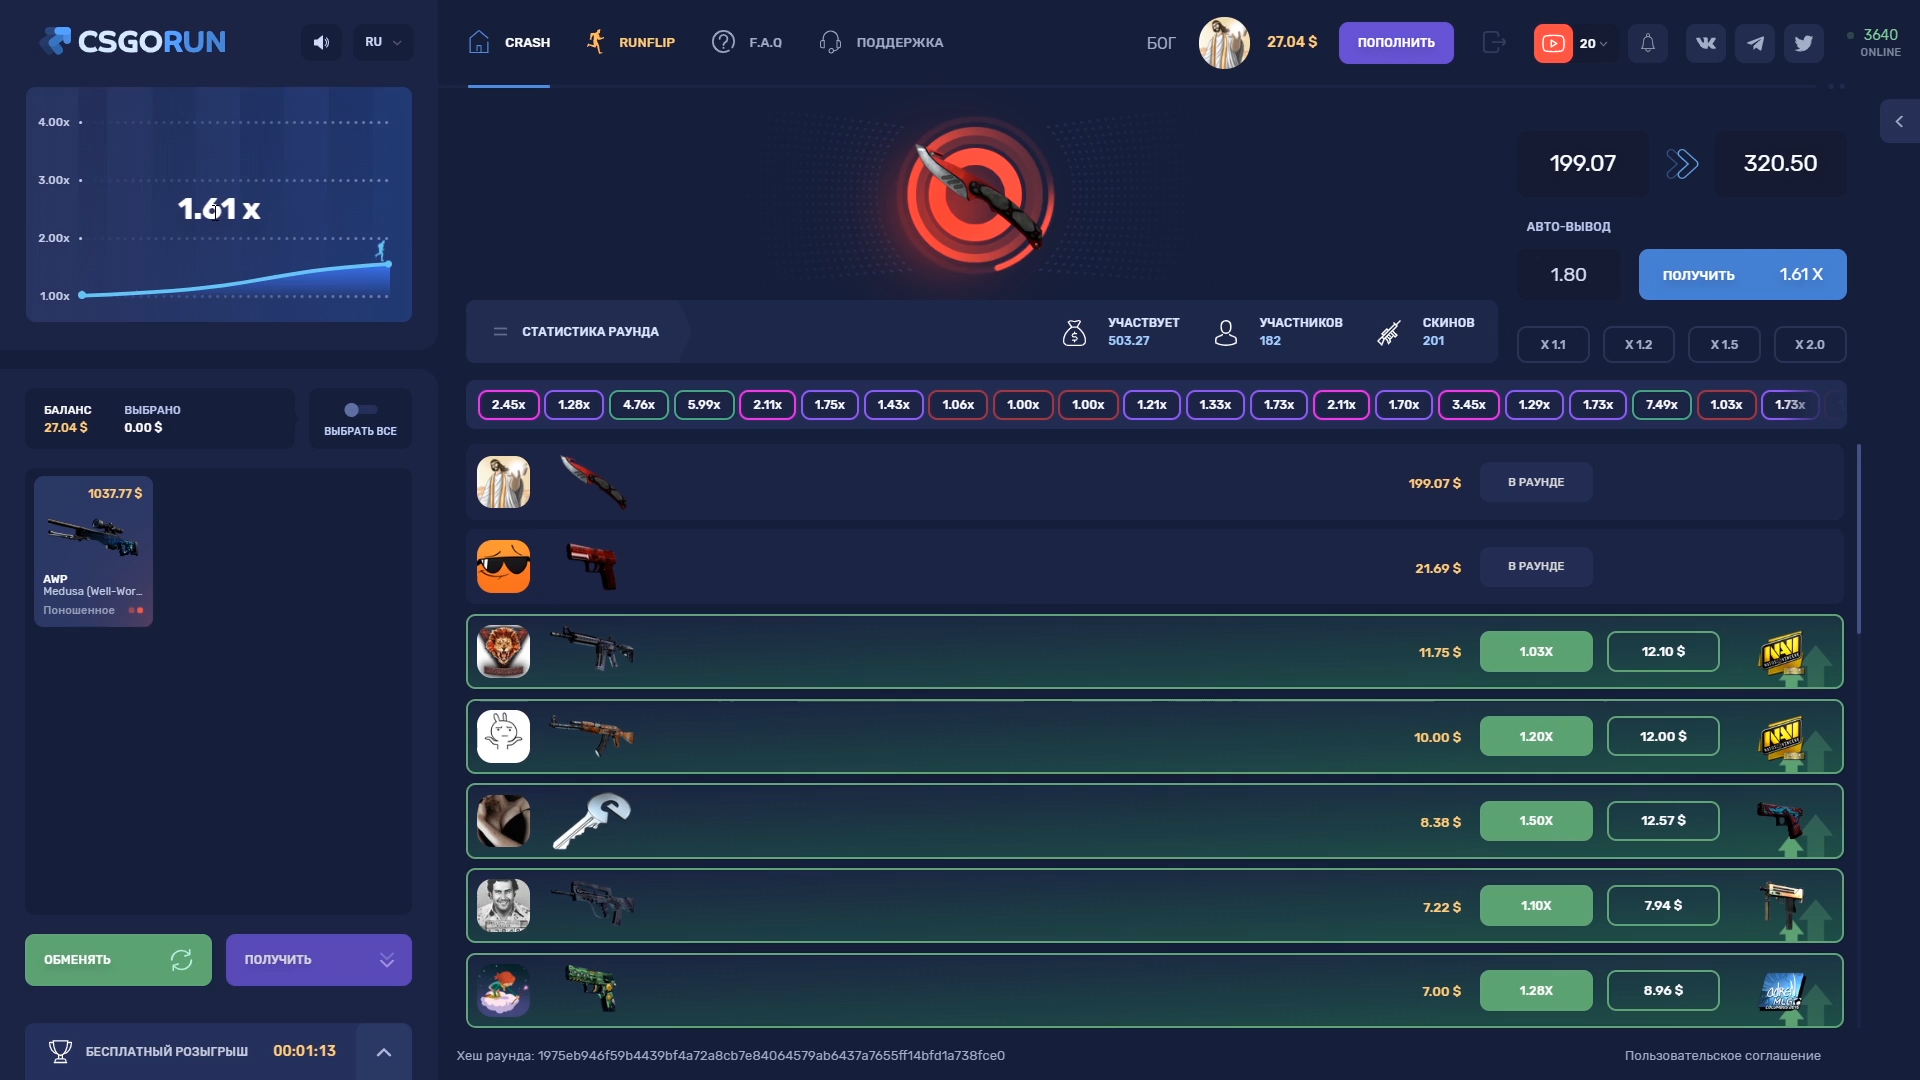 CSGORUN
RU
CRASH
RUNFLIP
F.A.Q
ПОДДЕРЖКА
БОГ
27.04 $
ПОПОЛНИТЬ
20
3640
ONLINE
4.00x
3.00x
2.00x
1.00x
1.61 x
199.07
320.50
АВТО-ВЫВОД
1.80
ПОЛУЧИТЬ 1.61 X
X 1.1
X 1.2
X 1.5
X 2.0
СТАТИСТИКА РАУНДА
УЧАСТВУЕТ
503.27
УЧАСТНИКОВ
182
СКИНОВ
201
2.45x 1.28x 4.76x 5.99x 2.11x 1.75x 1.43x 1.06x 1.00x 1.00x 1.21x 1.33x 1.73x 2.11x 1.70x 3.45x 1.29x 1.73x 7.49x 1.03x 1.73x
БАЛАНС
27.04 $
ВЫБРАНО
0.00 $
ВЫБРАТЬ ВСЕ
1037.77 $
AWP
Medusa (Well-Wor...
Поношенное
199.07 $ В РАУНДЕ
21.69 $ В РАУНДЕ
11.75 $ 1.03X 12.10 $
10.00 $ 1.20X 12.00 $
8.38 $ 1.50X 12.57 $
7.22 $ 1.10X 7.94 $
7.00 $ 1.28X 8.96 $
ОБМЕНЯТЬ
ПОЛУЧИТЬ
БЕСПЛАТНЫЙ РОЗЫГРЫШ 00:01:13
Хеш раунда: 1975eb946f59b4439bf4a72a8cb7e84064579ab6437a7655ff14bfd1a738fce0
Пользовательское соглашение